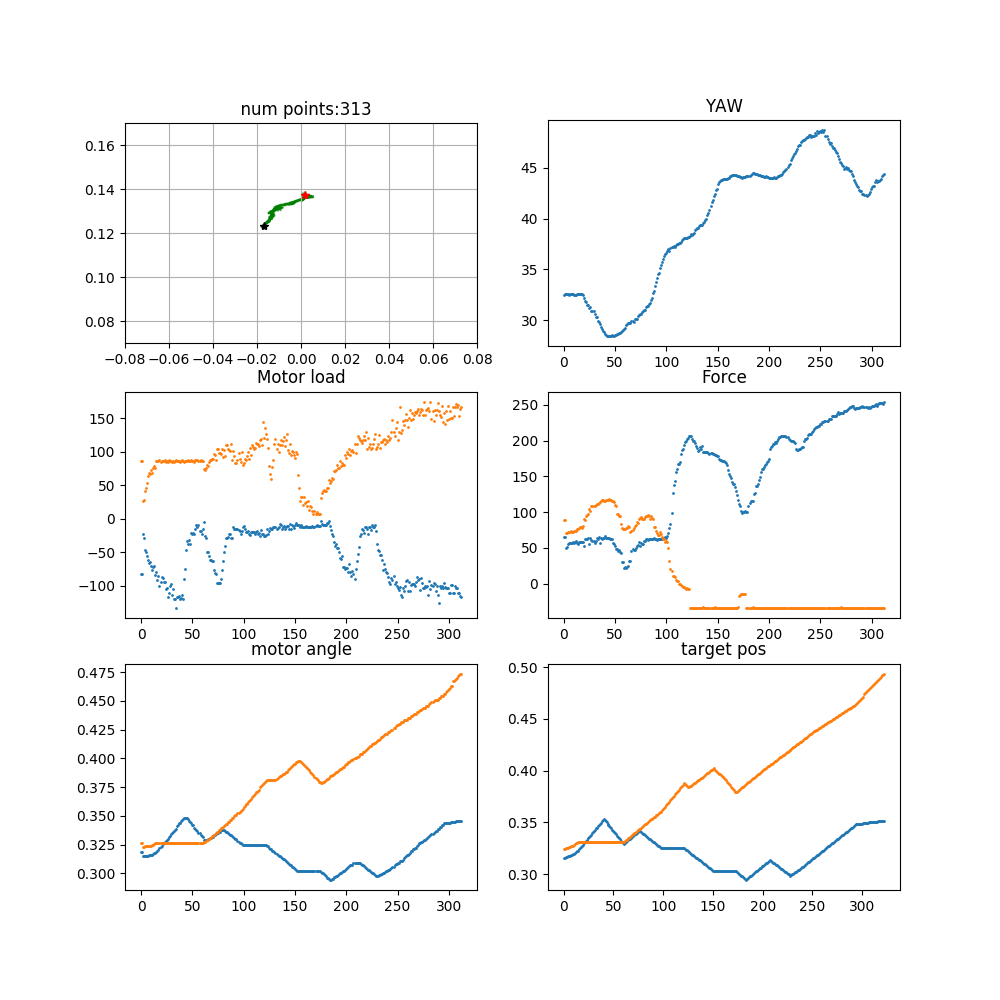 num points:313
0.16
0.14
0.12
0.10
0.08
−0.08 −0.06 −0.04 −0.02 0.00 0.02 0.04 0.06 0.08
YAW
45
40
35
30
0 50 100 150 200 250 300
Motor load
150
100
50
0
−50
−100
0 50 100 150 200 250 300
Force
250
200
150
100
50
0
0 50 100 150 200 250 300
motor angle
0.475
0.450
0.425
0.400
0.375
0.350
0.325
0.300
0 50 100 150 200 250 300
target pos
0.50
0.45
0.40
0.35
0.30
0 50 100 150 200 250 300